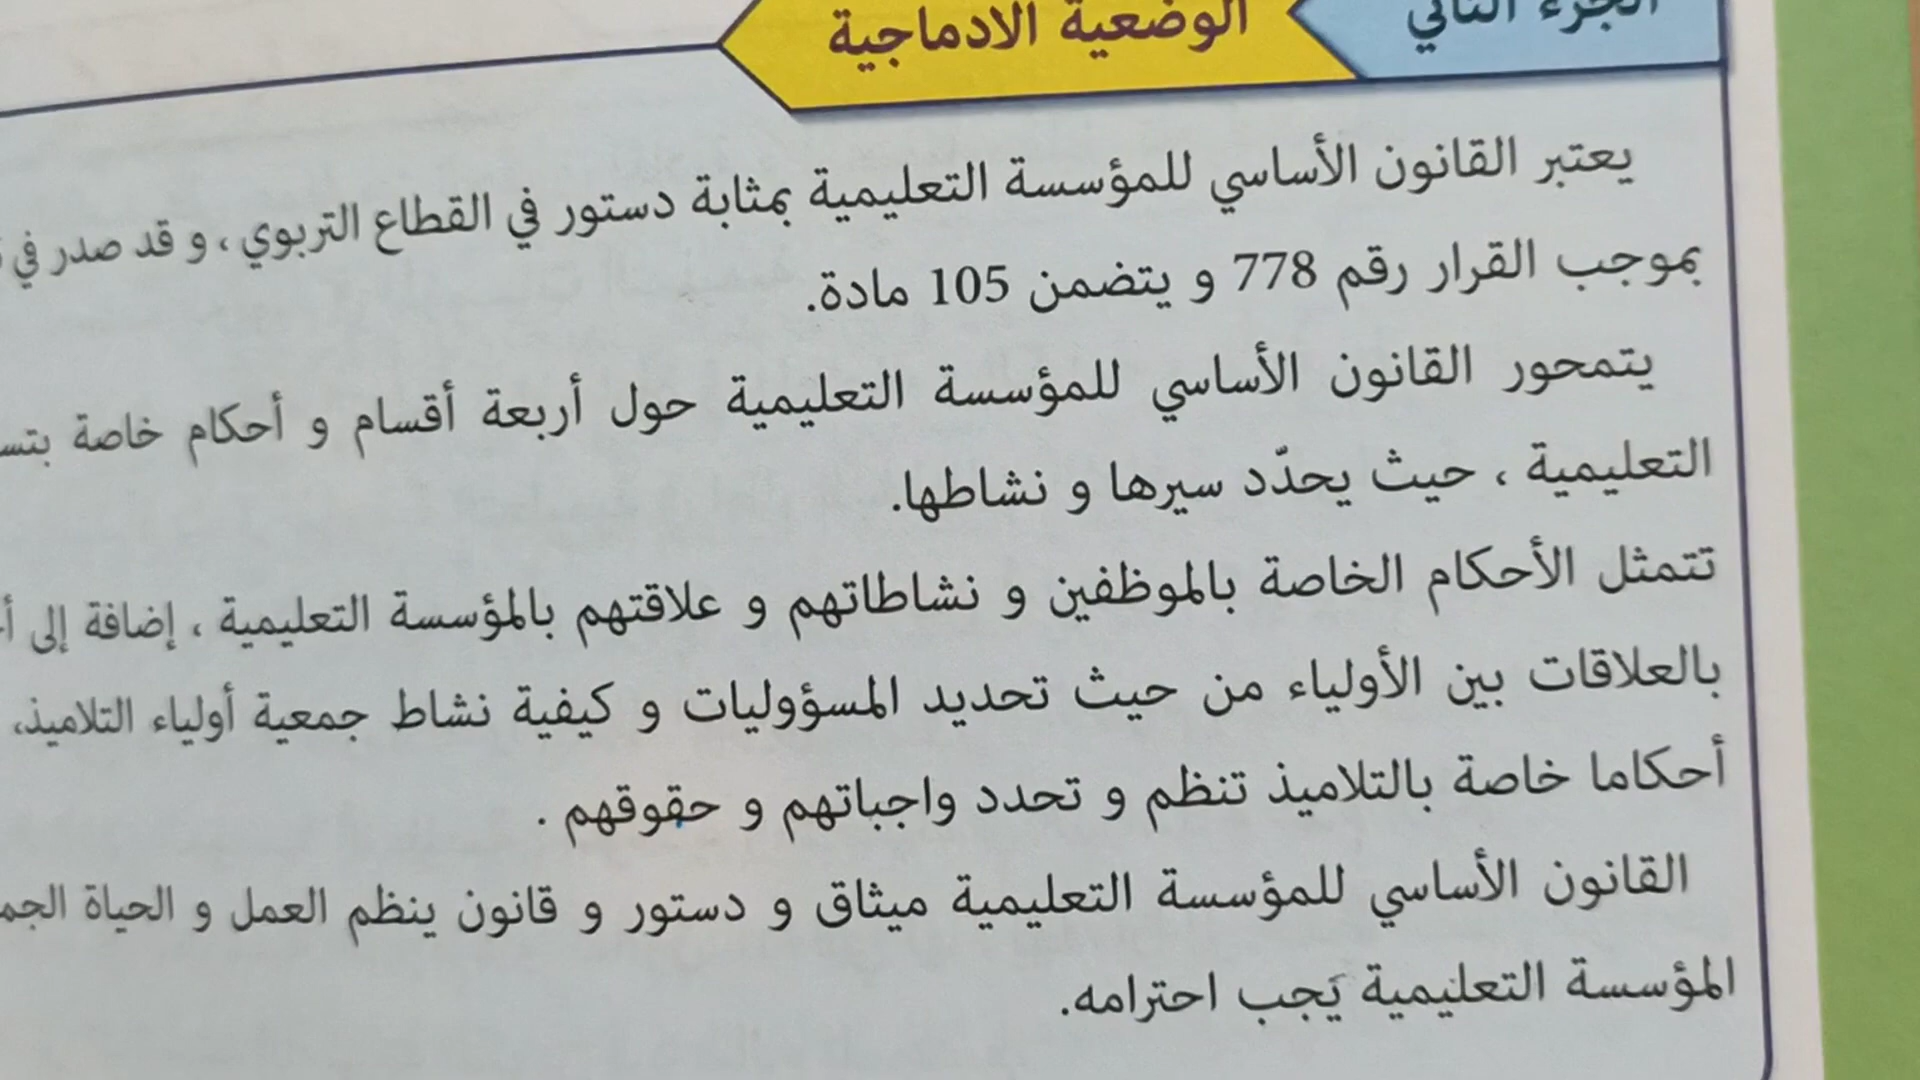 الجزء الثاني
الوضعية الادماجية
يعتبر القانون الأساسي للمؤسسة التعليمية بمثابة دستور في القطاع التربوي ، و قد صدر في
بموجب القرار رقم 778 و يتضمن 105 مادة.
يتمحور القانون الأساسي للمؤسسة التعليمية حول أربعة أقسام و أحكام خاصة
التعليمية ، حيث يحدّد سيرها و نشاطها.
تتمثل الأحكام الخاصة بالموظفين و نشاطاتهم و علاقتهم بالمؤسسة التعليمية ، إضافة إلى
بالعلاقات بين الأولياء من حيث تحديد المسؤوليات و كيفية نشاط جمعية أولياء التلاميذ،
أحكاما خاصة بالتلاميذ تنظم و تحدد واجباتهم و حقوقهم .
القانون الأساسي للمؤسسة التعليمية ميثاق و دستور و قانون ينظم العمل و الحياة
المؤسسة التعليمية يَجب احترامه.